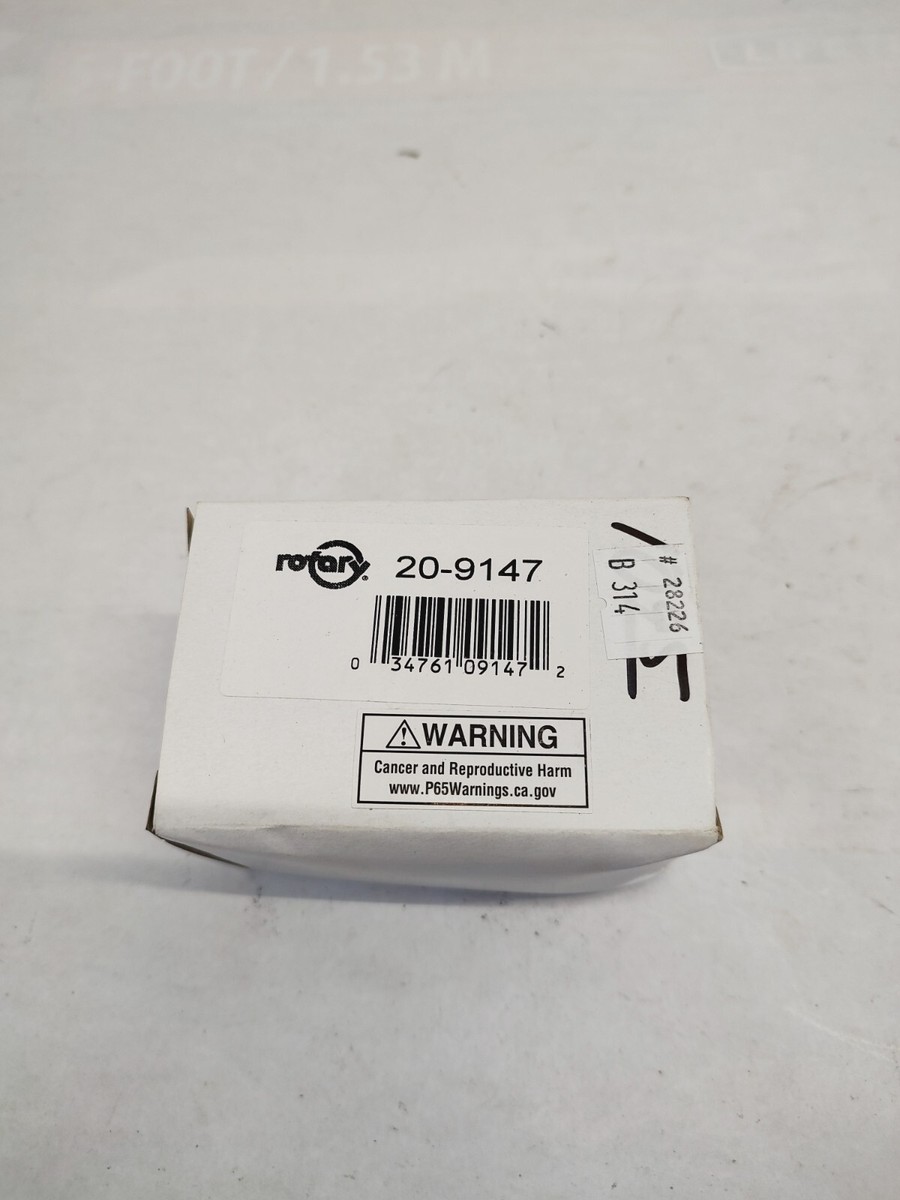 -FOOT / 1.53 M
rotary® 20-9147
0 34761 09147 2
# 28226
B 314
⚠WARNING
Cancer and Reproductive Harm
www.P65Warnings.ca.gov